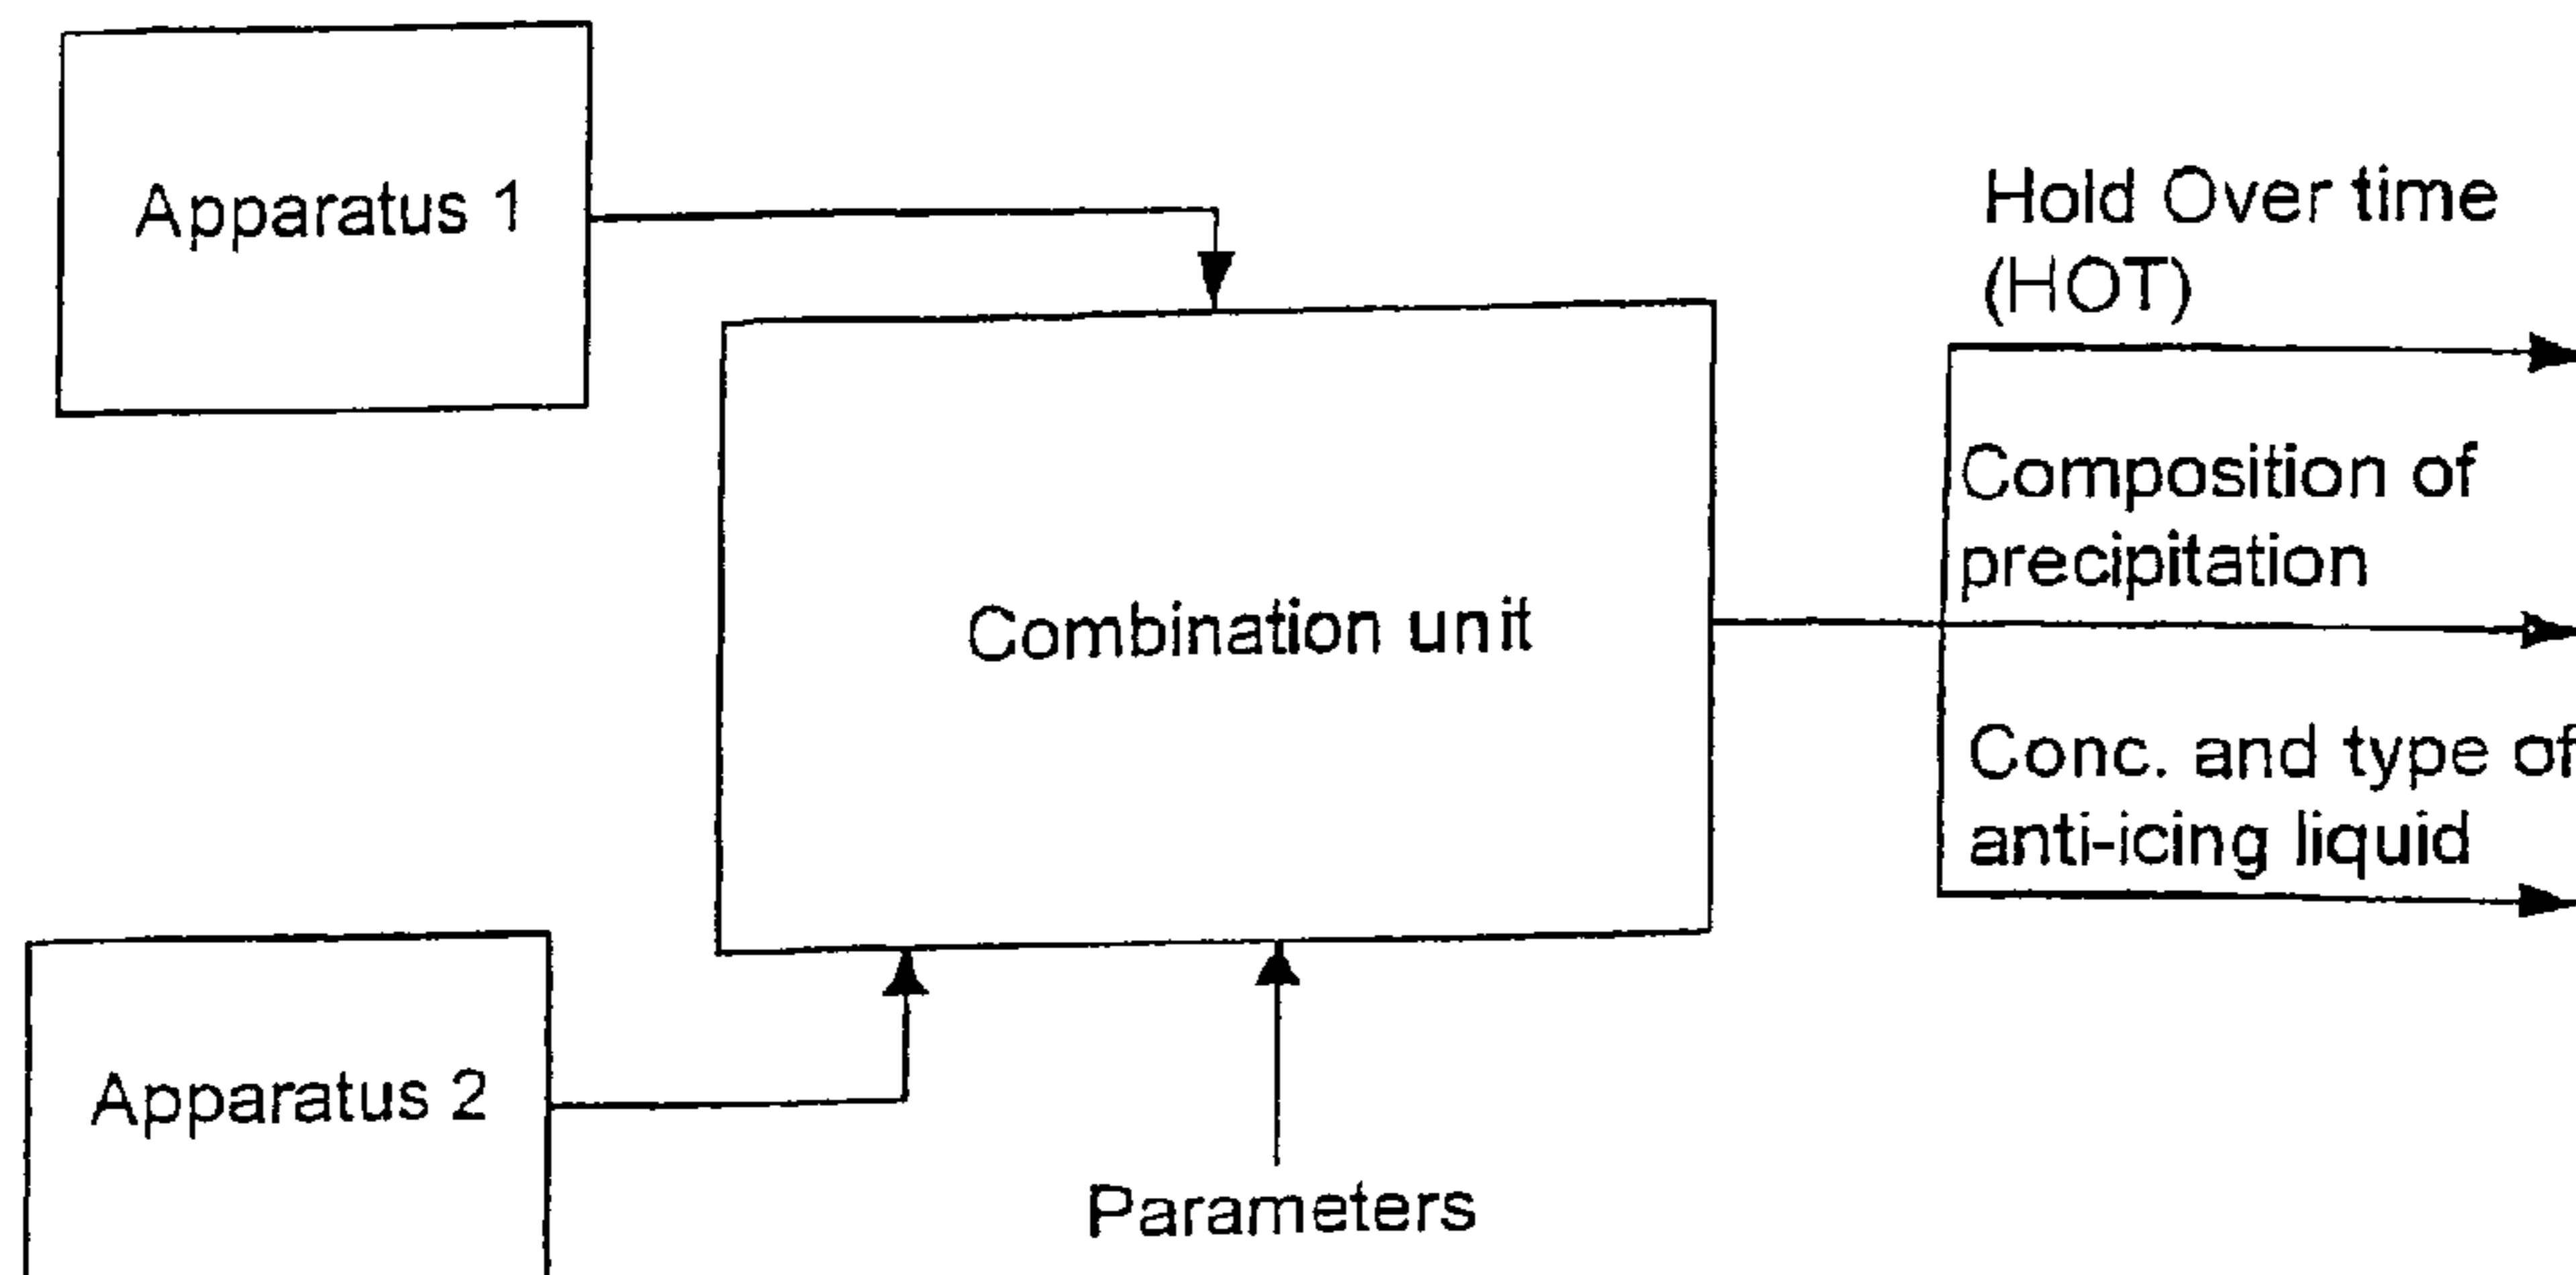 Apparatus 1
Hold Over time
(HOT)
Composition of
precipitation
Combination unit
Conc. and type of
anti-icing liquid
Apparatus 2
Parameters